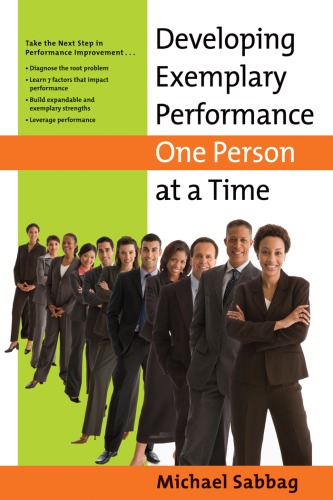 Take the Next Step in
Performance Improvement . . .
• Diagnose the root problem
• Learn 7 factors that impact
performance
• Build expandable and
exemplary strengths
• Leverage performance
Developing
Exemplary
Performance
One Person
at a Time
Michael Sabbag